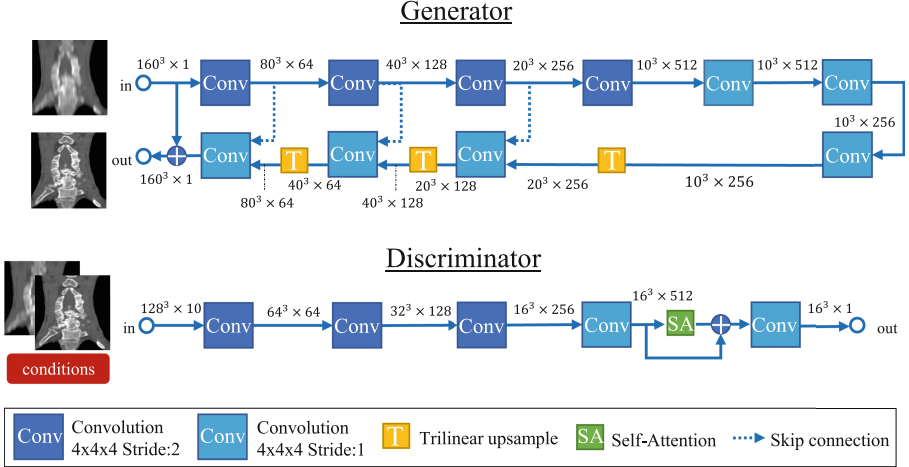 Generator
160³ × 1
80³ × 64
40³ × 128
20³ × 256
10³ × 512
10³ × 512
in
Conv
Conv
Conv
Conv
Conv
Conv
10³ × 256
out
Conv
T
Conv
T
Conv
T
Conv
160³ × 1
40³ × 64
20³ × 128
20³ × 256
10³ × 256
80³ × 64
40³ × 128
Discriminator
128³ × 10
64³ × 64
32³ × 128
16³ × 256
16³ × 512
16³ × 1
in
Conv
Conv
Conv
Conv
SA
Conv
out
conditions
Conv
Convolution
4x4x4 Stride:2
Conv
Convolution
4x4x4 Stride:1
T
Trilinear upsample
SA
Self-Attention
Skip connection